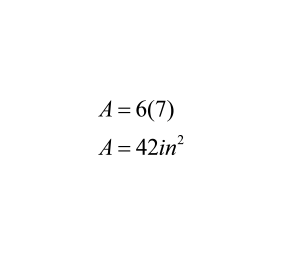 A = 6(7)
A = 42in²